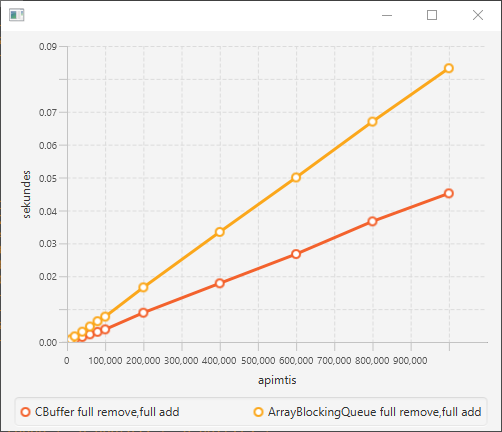 0.09
0.07
0.06
0.05
0.04
0.03
0.02
0.00
sekundes
0 100,000 200,000 300,000 400,000 500,000 600,000 700,000 800,000 900,000
apimtis
CBuffer full remove,full add ArrayBlockingQueue full remove,full add